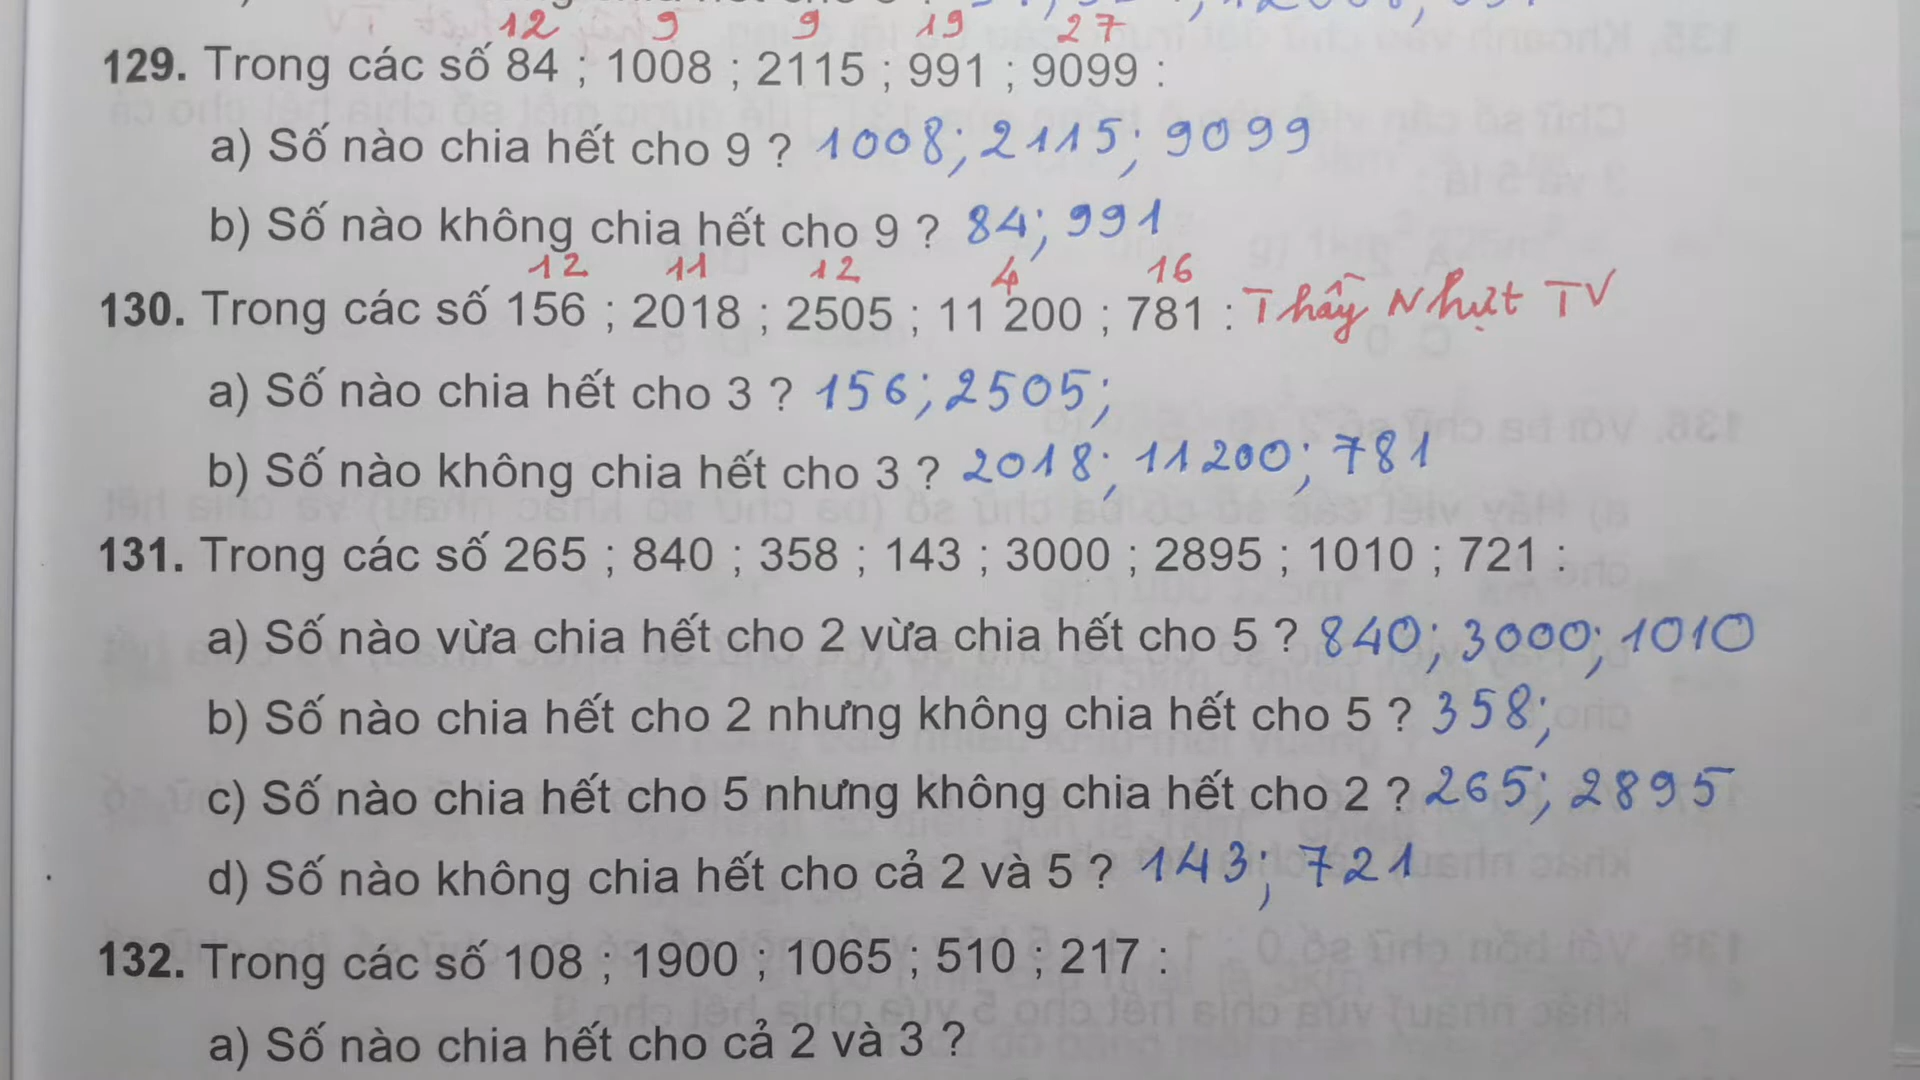 12 9 9 19 27
129. Trong các số 84 ; 1008 ; 2115 ; 991 ; 9099 :
a) Số nào chia hết cho 9 ? 1008; 2115; 9099
b) Số nào không chia hết cho 9 ? 84; 991
12 11 12 4 16
130. Trong các số 156 ; 2018 ; 2505 ; 11 200 ; 781 : Thầy Nhựt TV
a) Số nào chia hết cho 3 ? 156; 2505;
b) Số nào không chia hết cho 3 ? 2018; 11200; 781
131. Trong các số 265 ; 840 ; 358 ; 143 ; 3000 ; 2895 ; 1010 ; 721 :
a) Số nào vừa chia hết cho 2 vừa chia hết cho 5 ? 840; 3000; 1010
b) Số nào chia hết cho 2 nhưng không chia hết cho 5 ? 358;
c) Số nào chia hết cho 5 nhưng không chia hết cho 2 ? 265; 2895
d) Số nào không chia hết cho cả 2 và 5 ? 143; 721
132. Trong các số 108 ; 1900 ; 1065 ; 510 ; 217 :
a) Số nào chia hết cho cả 2 và 3 ?